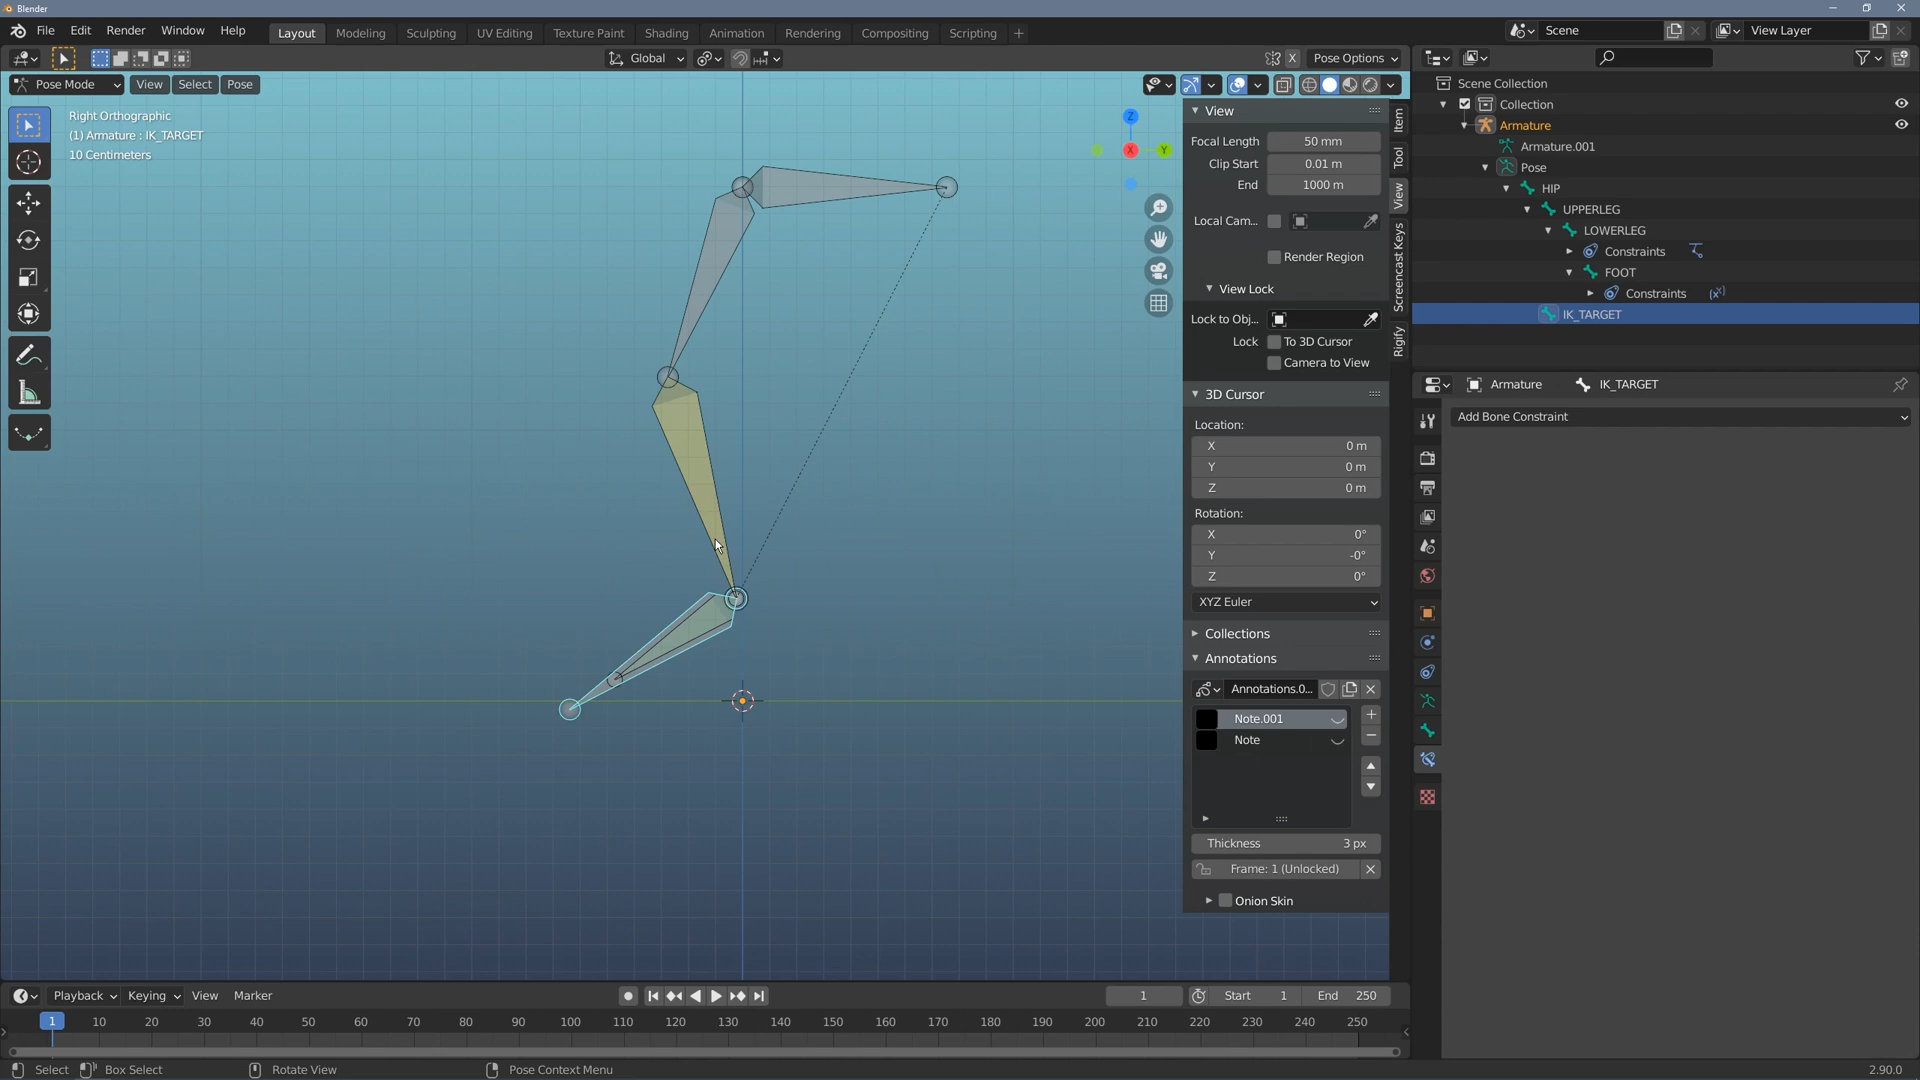 Blender
File Edit Render Window Help
Layout Modeling Sculpting UV Editing Texture Paint Shading Animation Rendering Compositing Scripting +
Scene
View Layer
Global
X
Pose Options
Pose Mode View Select Pose
Right Orthographic
(1) Armature : IK_TARGET
10 Centimeters
Z
X
Y
View
Focal Length 50 mm
Clip Start 0.01 m
End 1000 m
Local Cam...
Render Region
View Lock
Lock to Obj...
Lock To 3D Cursor
Camera to View
3D Cursor
Location:
X 0 m
Y 0 m
Z 0 m
Rotation:
X 0°
Y -0°
Z 0°
XYZ Euler
Collections
Annotations
Annotations.0...
Note.001
Note
Thickness 3 px
Frame: 1 (Unlocked)
Onion Skin
Item
Tool
View
Screencast Keys
Rigify
Scene Collection
Collection
Armature
Armature.001
Pose
HIP
UPPERLEG
LOWERLEG
Constraints
FOOT
Constraints
IK_TARGET
Armature IK_TARGET
Add Bone Constraint
Playback Keying View Marker
1 Start 1 End 250
1 10 20 30 40 50 60 70 80 90 100 110 120 130 140 150 160 170 180 190 200 210 220 230 240 250
Select Box Select Rotate View Pose Context Menu 2.90.0